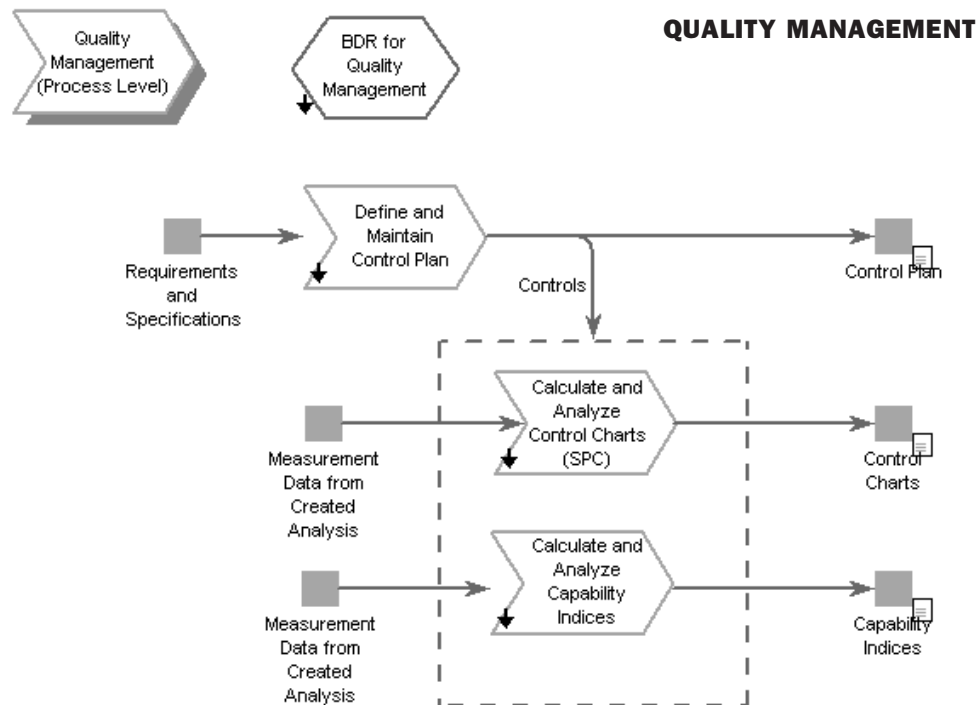 QUALITY MANAGEMENT
Quality
Management
(Process Level)
BDR for
Quality
Management
Define and
Maintain
Control Plan
Requirements
and
Specifications
Control Plan
Controls
Calculate and
Analyze
Control Charts
(SPC)
Measurement
Data from
Created
Analysis
Control
Charts
Calculate and
Analyze
Capability
Indices
Measurement
Data from
Created
Analysis
Capability
Indices